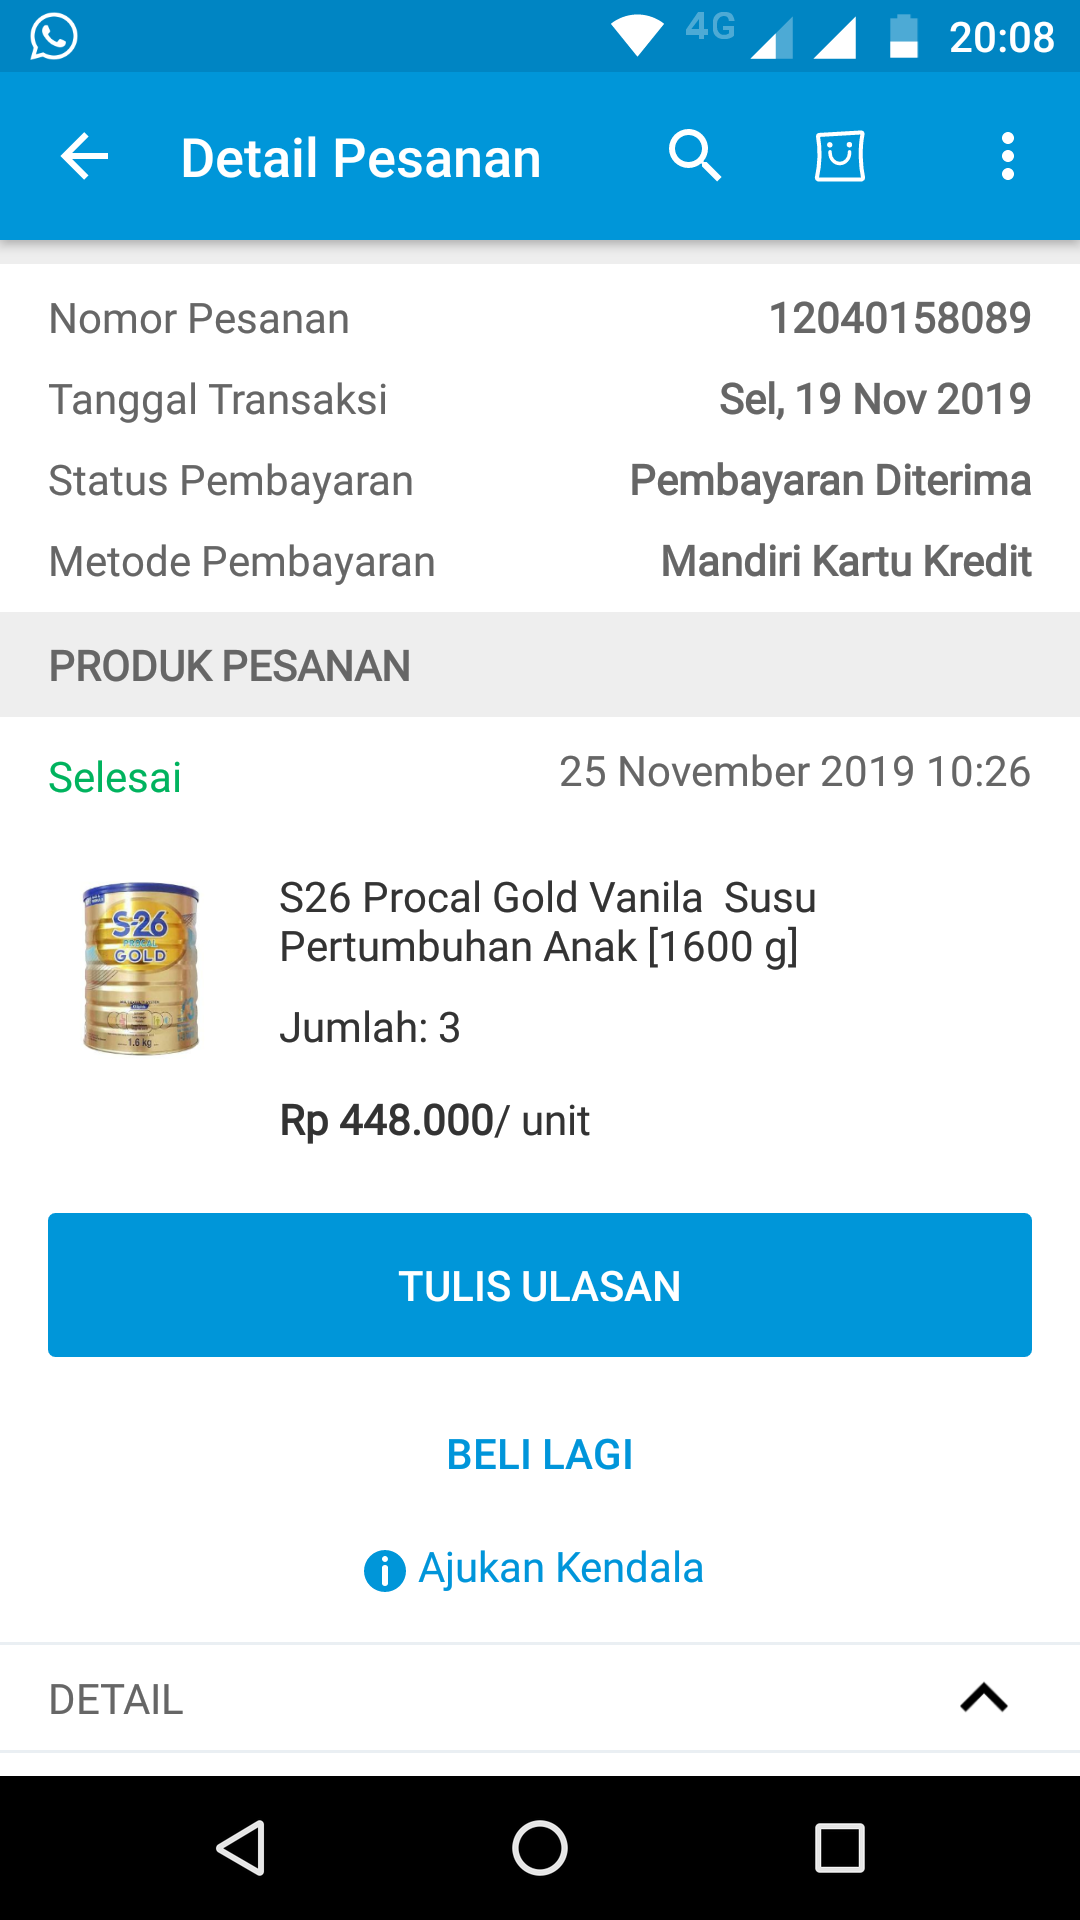 4G 20:08
Detail Pesanan
Nomor Pesanan 12040158089
Tanggal Transaksi Sel, 19 Nov 2019
Status Pembayaran Pembayaran Diterima
Metode Pembayaran Mandiri Kartu Kredit
PRODUK PESANAN
Selesai 25 November 2019 10:26
S-26
PROCAL
GOLD
1.6 kg
S26 Procal Gold Vanila Susu
Pertumbuhan Anak [1600 g]
Jumlah: 3
Rp 448.000/ unit
TULIS ULASAN
BELI LAGI
Ajukan Kendala
DETAIL